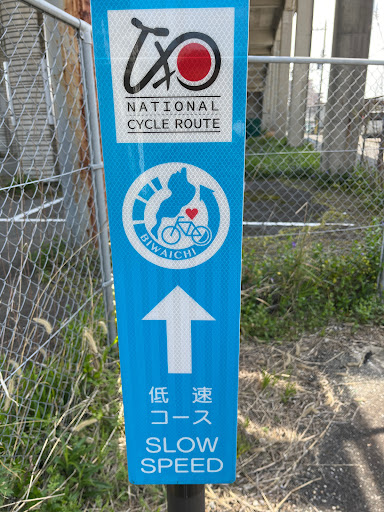 NATIONAL
CYCLE ROUTE
BIWAICHI
低 速
コース
SLOW
SPEED